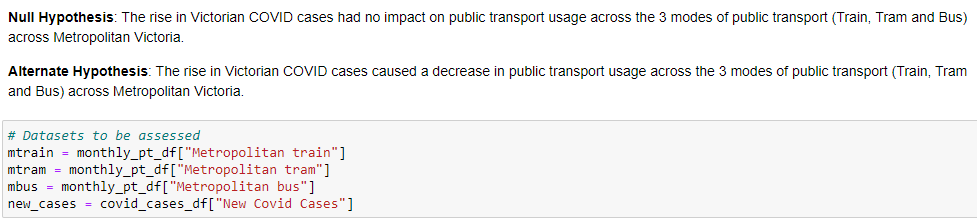 Null Hypothesis: The rise in Victorian COVID cases had no impact on public transport usage across the 3 modes of public transport (Train, Tram and Bus)
across Metropolitan Victoria.
Alternate Hypothesis: The rise in Victorian COVID cases caused a decrease in public transport usage across the 3 modes of public transport (Train, Tram
and Bus) across Metropolitan Victoria.
# Datasets to be assessed
mtrain = monthly_pt_df["Metropolitan train"]
mtram = monthly_pt_df["Metropolitan tram"]
mbus = monthly_pt_df["Metropolitan bus"]
new_cases = covid_cases_df["New Covid Cases"]